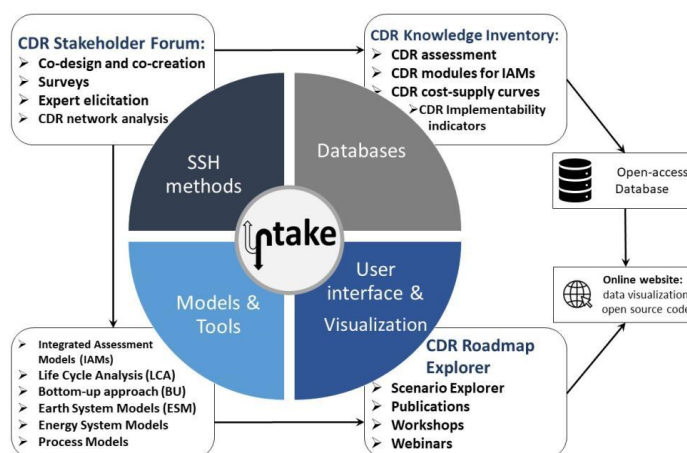 CDR Stakeholder Forum:
Co-design and co-creation
Surveys
Expert elicitation
CDR network analysis
CDR Knowledge Inventory:
CDR assessment
CDR modules for IAMs
CDR cost-supply curves
CDR Implementability
indicators
SSH
methods
Databases
Open-access
Database
uptake
Models &
Tools
User
interface &
Visualization
Online website:
data visualization
open source code
Integrated Assessment
Models (IAMs)
Life Cycle Analysis (LCA)
Bottom-up approach (BU)
Earth System Models (ESM)
Energy System Models
Process Models
CDR Roadmap
Explorer
Scenario Explorer
Publications
Workshops
Webinars